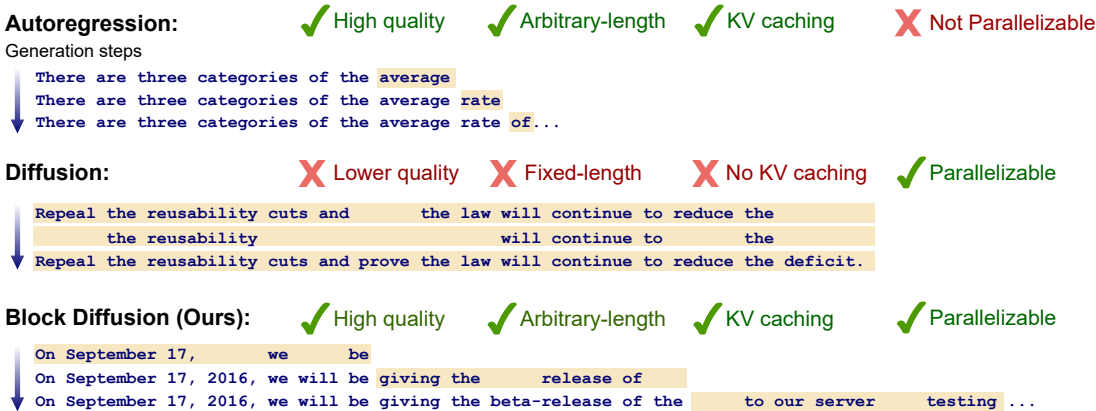 Autoregression: ✓ High quality ✓ Arbitrary-length ✓ KV caching ✗ Not Parallelizable
Generation steps
There are three categories of the average
There are three categories of the average rate
There are three categories of the average rate of...
Diffusion: ✗ Lower quality ✗ Fixed-length ✗ No KV caching ✓ Parallelizable
Repeal the reusability cuts and the law will continue to reduce the
the reusability will continue to the
Repeal the reusability cuts and prove the law will continue to reduce the deficit.
Block Diffusion (Ours): ✓ High quality ✓ Arbitrary-length ✓ KV caching ✓ Parallelizable
On September 17, we be
On September 17, 2016, we will be giving the release of
On September 17, 2016, we will be giving the beta-release of the to our server testing ...